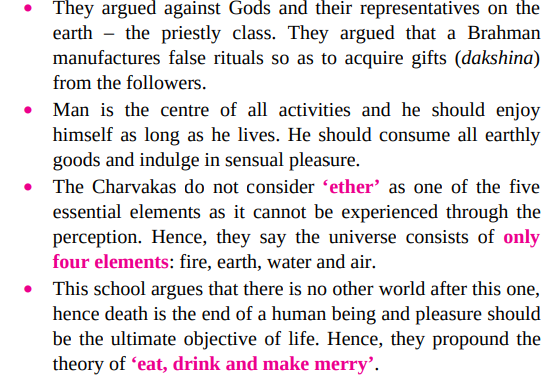 • They argued against Gods and their representatives on the
earth – the priestly class. They argued that a Brahman
manufactures false rituals so as to acquire gifts (dakshina)
from the followers.
• Man is the centre of all activities and he should enjoy
himself as long as he lives. He should consume all earthly
goods and indulge in sensual pleasure.
• The Charvakas do not consider ‘ether’ as one of the five
essential elements as it cannot be experienced through the
perception. Hence, they say the universe consists of only
four elements: fire, earth, water and air.
• This school argues that there is no other world after this one,
hence death is the end of a human being and pleasure should
be the ultimate objective of life. Hence, they propound the
theory of ‘eat, drink and make merry’.